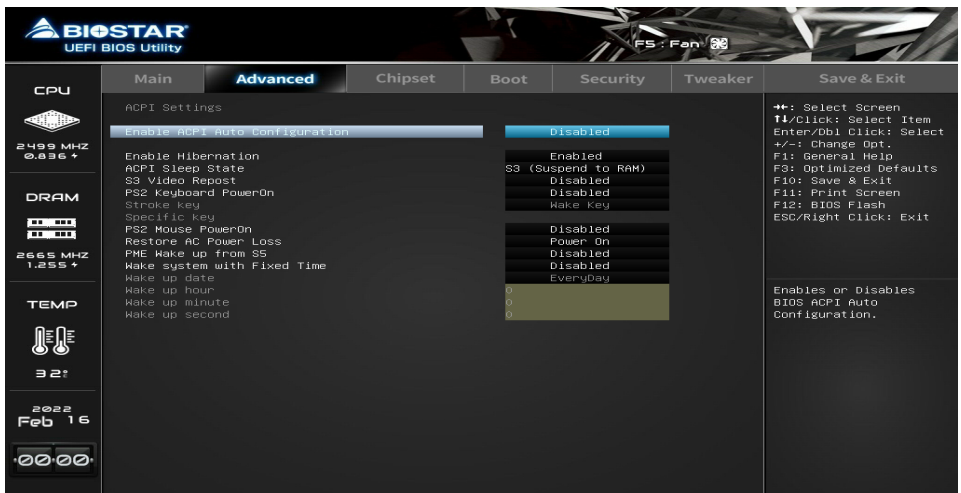 BIOSTAR®
UEFI BIOS Utility
F5 : Fan
Main Advanced Chipset Boot Security Tweaker Save & Exit
CPU
2499 MHZ
0.836
DRAM
2665 MHZ
1.255
TEMP
32°
2022
Feb 16
00:00
ACPI Settings
Enable ACPI Auto Configuration Disabled
Enable Hibernation Enabled
ACPI Sleep State S3 (Suspend to RAM)
S3 Video Repost Disabled
PS2 Keyboard PowerOn Disabled
Stroke key Wake Key
Specific key
PS2 Mouse PowerOn Disabled
Restore AC Power Loss Power On
PME Wake up from S5 Disabled
Wake system with Fixed Time Disabled
Wake up date EveryDay
Wake up hour 0
Wake up minute 0
Wake up second 0
→←: Select Screen
↑↓/Click: Select Item
Enter/Dbl Click: Select
+/-: Change Opt.
F1: General Help
F3: Optimized Defaults
F10: Save & Exit
F11: Print Screen
F12: BIOS Flash
ESC/Right Click: Exit
Enables or Disables
BIOS ACPI Auto
Configuration.